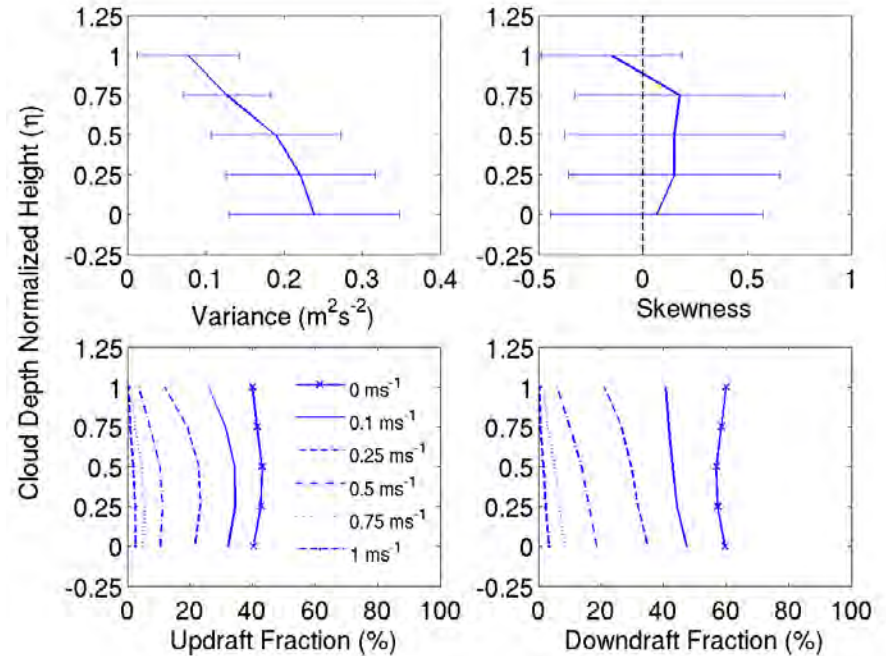 Cloud Depth Normalized Height (η)
1.25
1
0.75
0.5
0.25
0
-0.25
0 0.1 0.2 0.3 0.4
Variance (m²s⁻²)
1.25
1
0.75
0.5
0.25
0
-0.25
-0.5 0 0.5 1
Skewness
1.25
1
0.75
0.5
0.25
0
-0.25
0 20 40 60 80 100
Updraft Fraction (%)
0 ms⁻¹
0.1 ms⁻¹
0.25 ms⁻¹
0.5 ms⁻¹
0.75 ms⁻¹
1 ms⁻¹
1.25
1
0.75
0.5
0.25
0
-0.25
0 20 40 60 80 100
Downdraft Fraction (%)